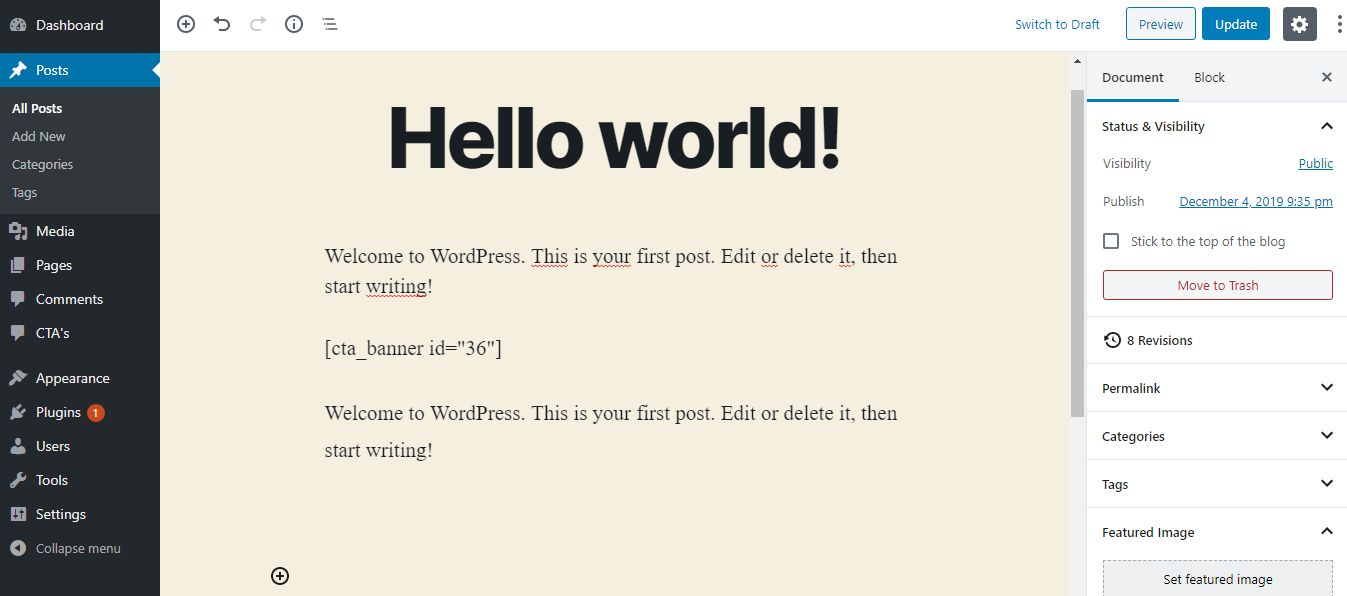 Dashboard
Posts
All Posts
Add New
Categories
Tags
Media
Pages
Comments
CTA's
Appearance
Plugins 1
Users
Tools
Settings
Collapse menu
Switch to Draft
Preview
Update
Hello world!
Welcome to WordPress. This is your first post. Edit or delete it, then
start writing!
[cta_banner id="36"]
Welcome to WordPress. This is your first post. Edit or delete it, then
start writing!
Document Block
Status & Visibility
Visibility Public
Publish December 4, 2019 9:35 pm
Stick to the top of the blog
Move to Trash
8 Revisions
Permalink
Categories
Tags
Featured Image
Set featured image